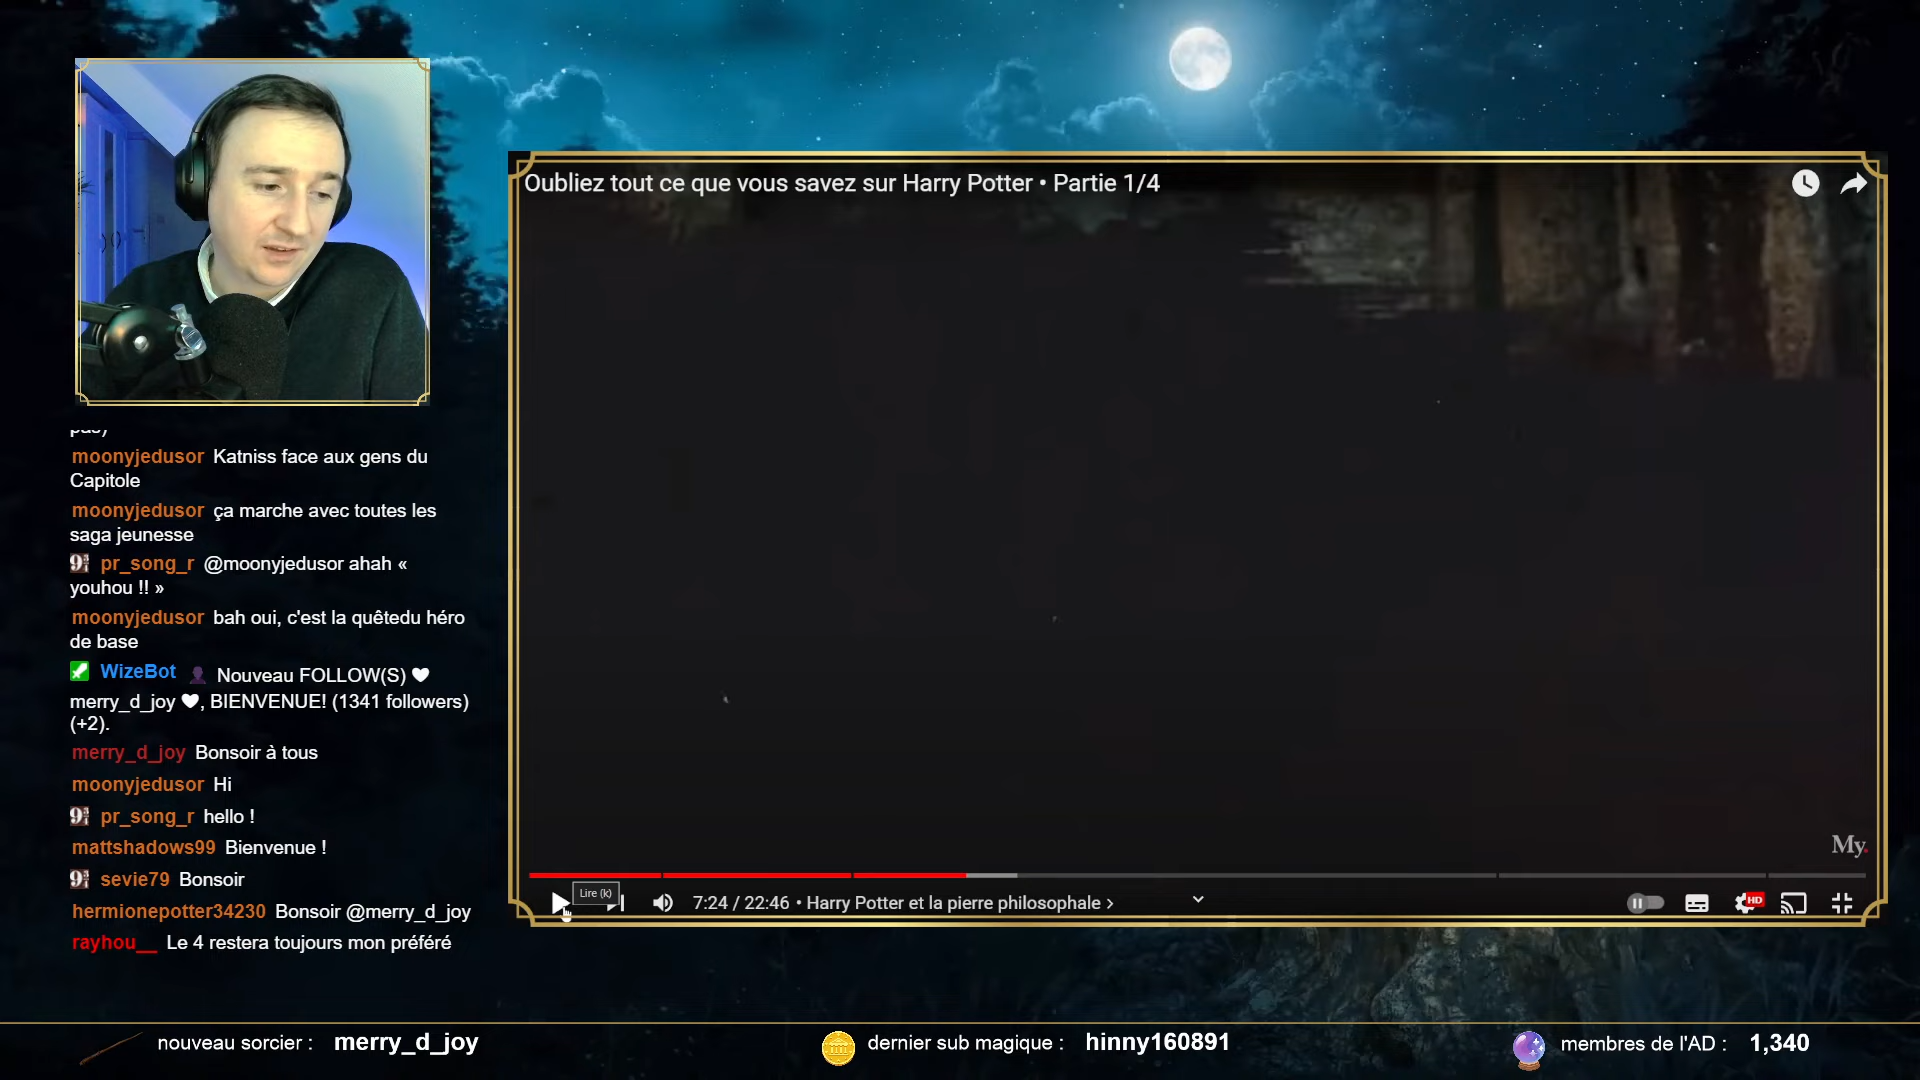 Oubliez tout ce que vous savez sur Harry Potter • Partie 1/4
moonyjedusor Katniss face aux gens du
Capitole
moonyjedusor ça marche avec toutes les
saga jeunesse
pr_song_r @moonyjedusor ahah «
youhou !! »
moonyjedusor bah oui, c'est la quêtedu héro
de base
WizeBot Nouveau FOLLOW(S)
merry_d_joy , BIENVENUE! (1341 followers)
(+2).
merry_d_joy Bonsoir à tous
moonyjedusor Hi
pr_song_r hello !
mattshadows99 Bienvenue !
sevie79 Bonsoir
hermionepotter34230 Bonsoir @merry_d_joy
rayhou__ Le 4 restera toujours mon préféré
My.
Lire (k)
7:24 / 22:46 • Harry Potter et la pierre philosophale >
HD
nouveau sorcier : merry_d_joy
dernier sub magique : hinny160891
membres de l'AD : 1,340